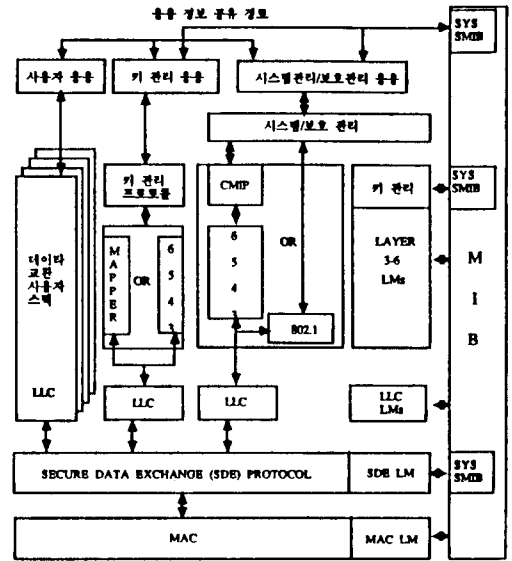 응용 정보 공유 경로
SYS
SMIB
사용자 응용
키 관리 응용
시스템관리/보호관리 응용
시스템/보호 관리
키 관리
프로토콜
CMIP
키 관리
SYS
SMIB
데이타
교환
사용자
스택
LLC
MAPPER
OR
6
5
4
3
6
5
4
3
OR
802.1
LAYER
3-6
LMs
M
I
B
LLC
LLC
LLC
LMs
SECURE DATA EXCHANGE (SDE) PROTOCOL
SDE LM
SYS
SMIB
MAC
MAC LM